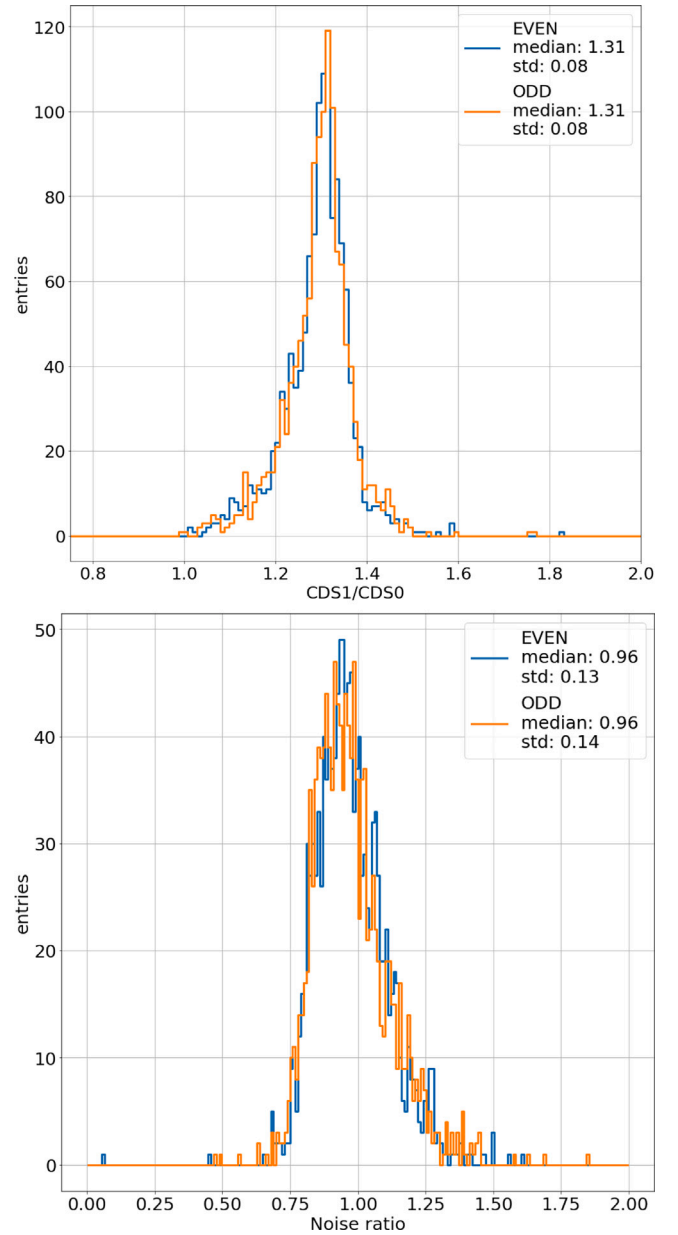 120
100
80
60
40
20
0
entries
EVEN
median: 1.31
std: 0.08
ODD
median: 1.31
std: 0.08
0.8 1.0 1.2 1.4 1.6 1.8 2.0
CDS1/CDS0
50
40
30
20
10
0
entries
EVEN
median: 0.96
std: 0.13
ODD
median: 0.96
std: 0.14
0.00 0.25 0.50 0.75 1.00 1.25 1.50 1.75 2.00
Noise ratio